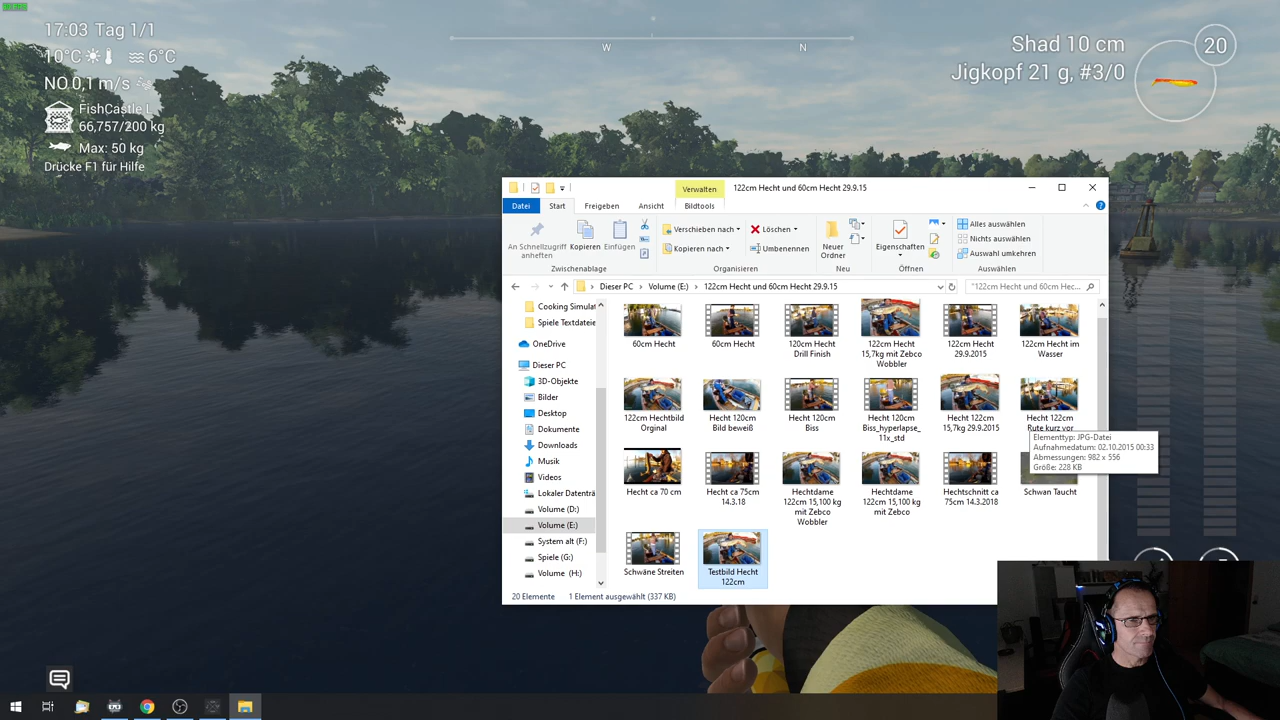 17:03 Tag 1/1
10°C 6°C
NO 0,1 m/s
FishCastle L
66,757/200 kg
Max: 50 kg
Drücke F1 für Hilfe
W N
Shad 10 cm
Jigkopf 21 g, #3/0
20
Verwalten
122cm Hecht und 60cm Hecht 29.9.15
Datei Start Freigeben Ansicht Bildtools
An Schnellzugriff
anheften
Kopieren
Einfügen
Zwischenablage
Verschieben nach
Kopieren nach
Löschen
Umbenennen
Organisieren
Neuer
Ordner
Neu
Eigenschaften
Öffnen
Alles auswählen
Nichts auswählen
Auswahl umkehren
Auswählen
Dieser PC > Volume (E:) > 122cm Hecht und 60cm Hecht 29.9.15
"122cm Hecht und 60cm Hec...
Cooking Simulat
Spiele Textdateie
OneDrive
Dieser PC
3D-Objekte
Bilder
Desktop
Dokumente
Downloads
Musik
Videos
Lokaler Datenträ
Volume (D:)
Volume (E:)
System alt (F:)
Spiele (G:)
Volume (H:)
60cm Hecht
60cm Hecht
120cm Hecht
Drill Finish
122cm Hecht
15,7kg mit Zebco
Wobbler
122cm Hecht
29.9.2015
122cm Hecht im
Wasser
122cm Hechtbild
Orginal
Hecht 120cm
Bild beweiß
Hecht 120cm
Biss
Hecht 120cm
Biss_hyperlapse_
11x_std
Hecht 122cm
15,7kg 29.9.2015
Hecht 122cm
Rute kurz vor
Elementtyp: JPG-Datei
Aufnahmedatum: 02.10.2015 00:33
Abmessungen: 982 x 556
Größe: 228 KB
Hecht ca 70 cm
Hecht ca 75cm
14.3.18
Hechtdame
122cm 15,100 kg
mit Zebco
Wobbler
Hechtdame
122cm 15,100 kg
mit Zebco
Hechtschnitt ca
75cm 14.3.2018
Schwan Taucht
Schwäne Streiten
Testbild Hecht
122cm
20 Elemente 1 Element ausgewählt (337 KB)